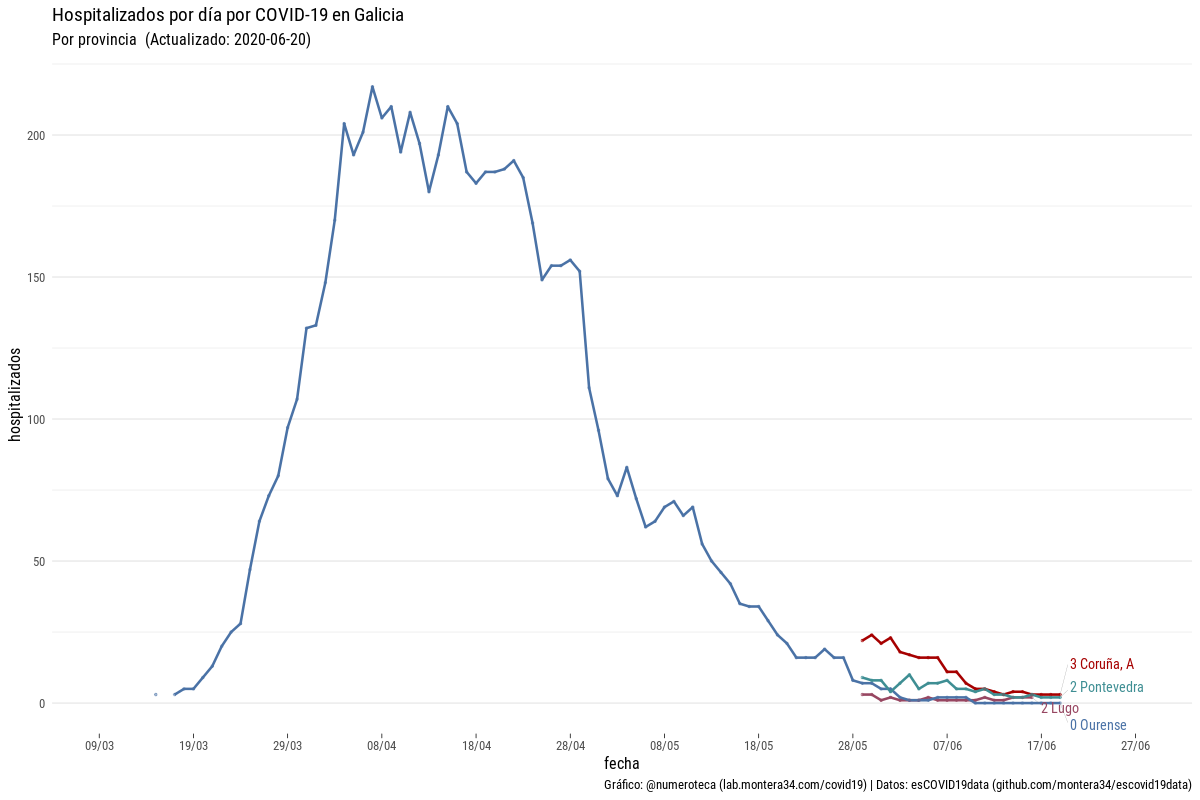 Hospitalizados por día por COVID-19 en Galicia
Por provincia  (Actualizado: 2020-06-20)
hospitalizados
200
150
100
50
0
3 Coruña, A
2 Pontevedra
2 Lugo
0 Ourense
09/03 19/03 29/03 08/04 18/04 28/04 08/05 18/05 28/05 07/06 17/06 27/06
fecha
Gráfico: @numeroteca (lab.montera34.com/covid19) | Datos: esCOVID19data (github.com/montera34/escovid19data)